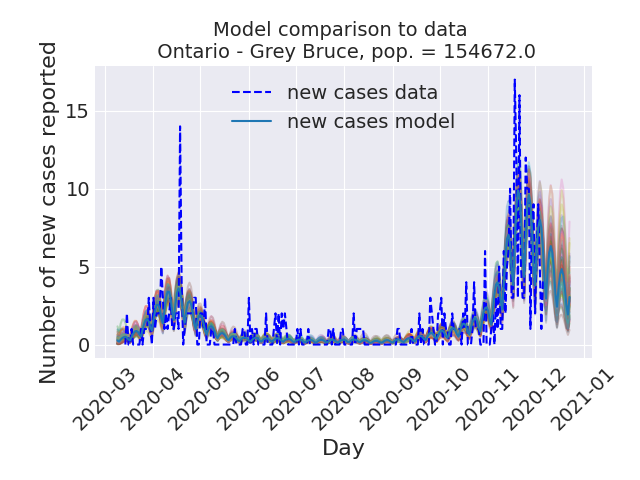 Model comparison to data
Ontario - Grey Bruce, pop. = 154672.0
new cases data
new cases model
Number of new cases reported
15
10
5
0
2020-03
2020-04
2020-05
2020-06
2020-07
2020-08
2020-09
2020-10
2020-11
2020-12
2021-01
Day